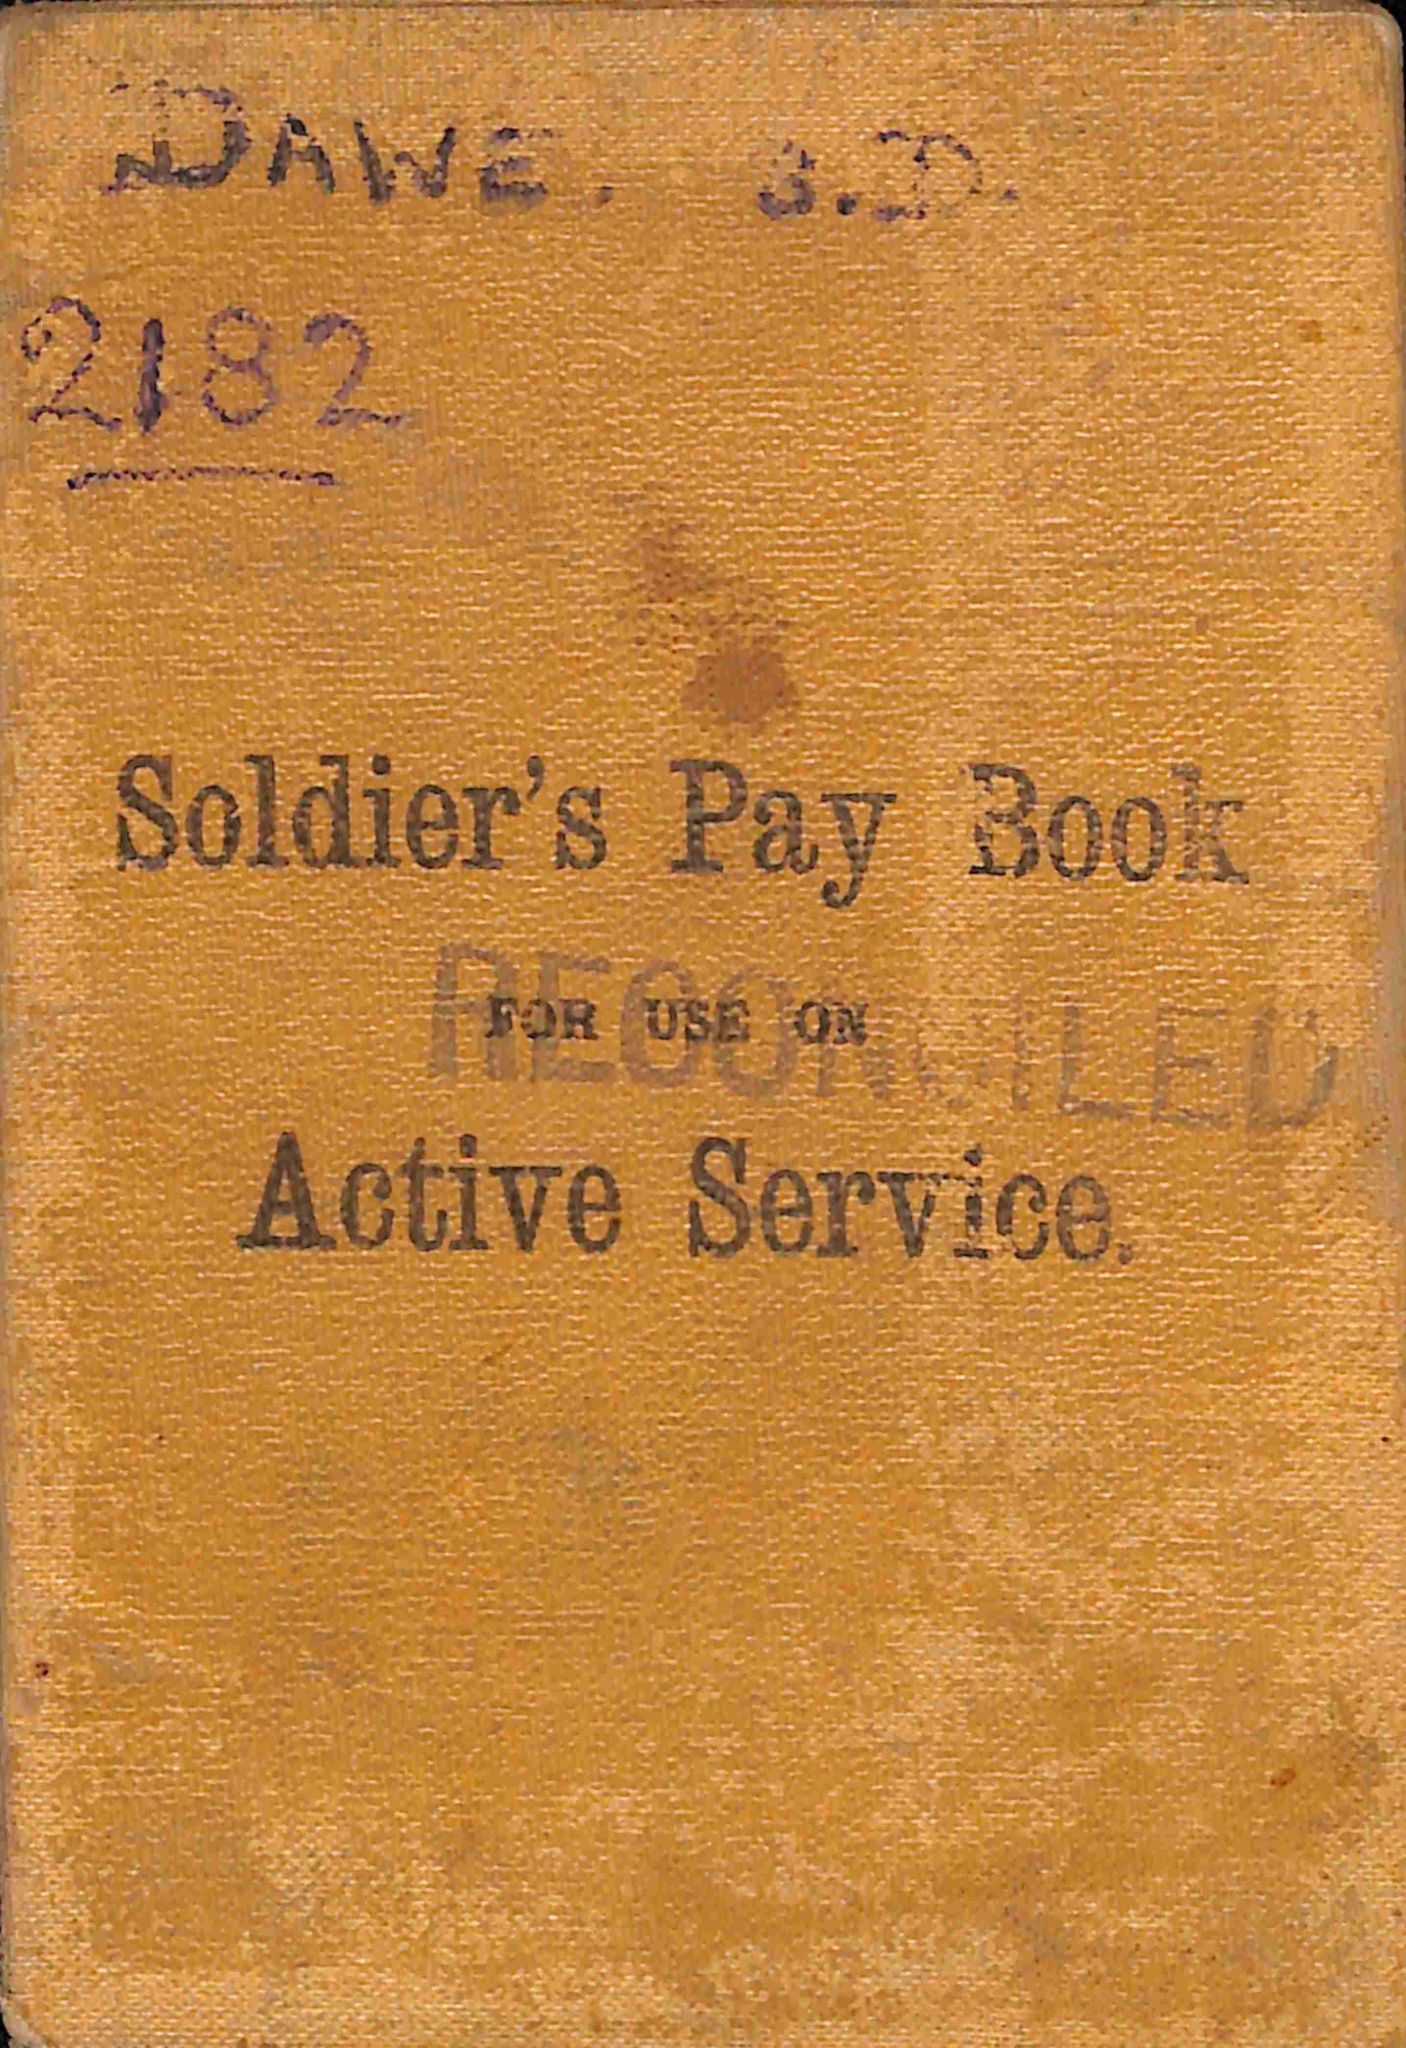 DAWE. S.D.
2182
Soldier's Pay Book
FOR USE ON
RECONCILED
Active Service.